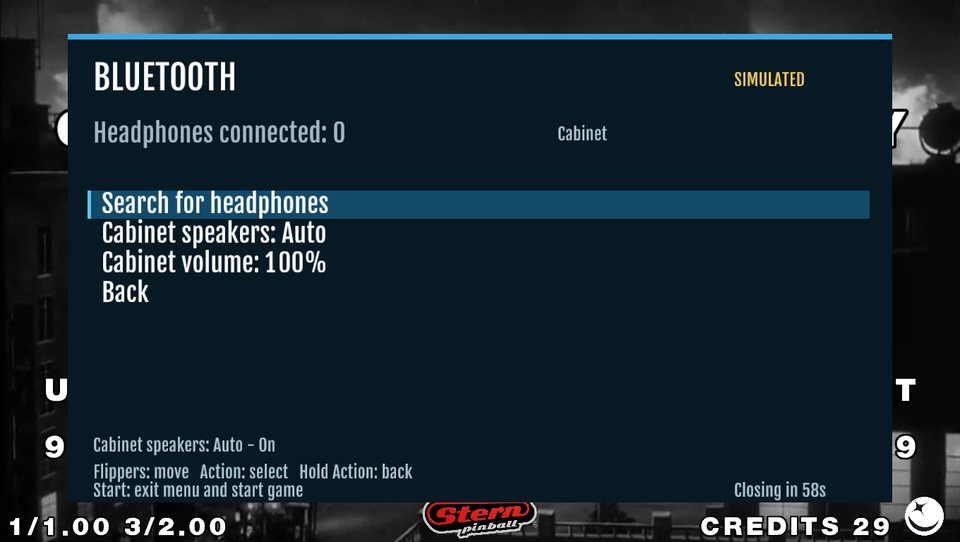 BLUETOOTH
SIMULATED
Headphones connected: 0
Cabinet
Search for headphones
Cabinet speakers: Auto
Cabinet volume: 100%
Back
Cabinet speakers: Auto - On
Flippers: move Action: select Hold Action: back
Start: exit menu and start game
Closing in 58s
Stern
pinball
1/1.00 3/2.00
CREDITS 29